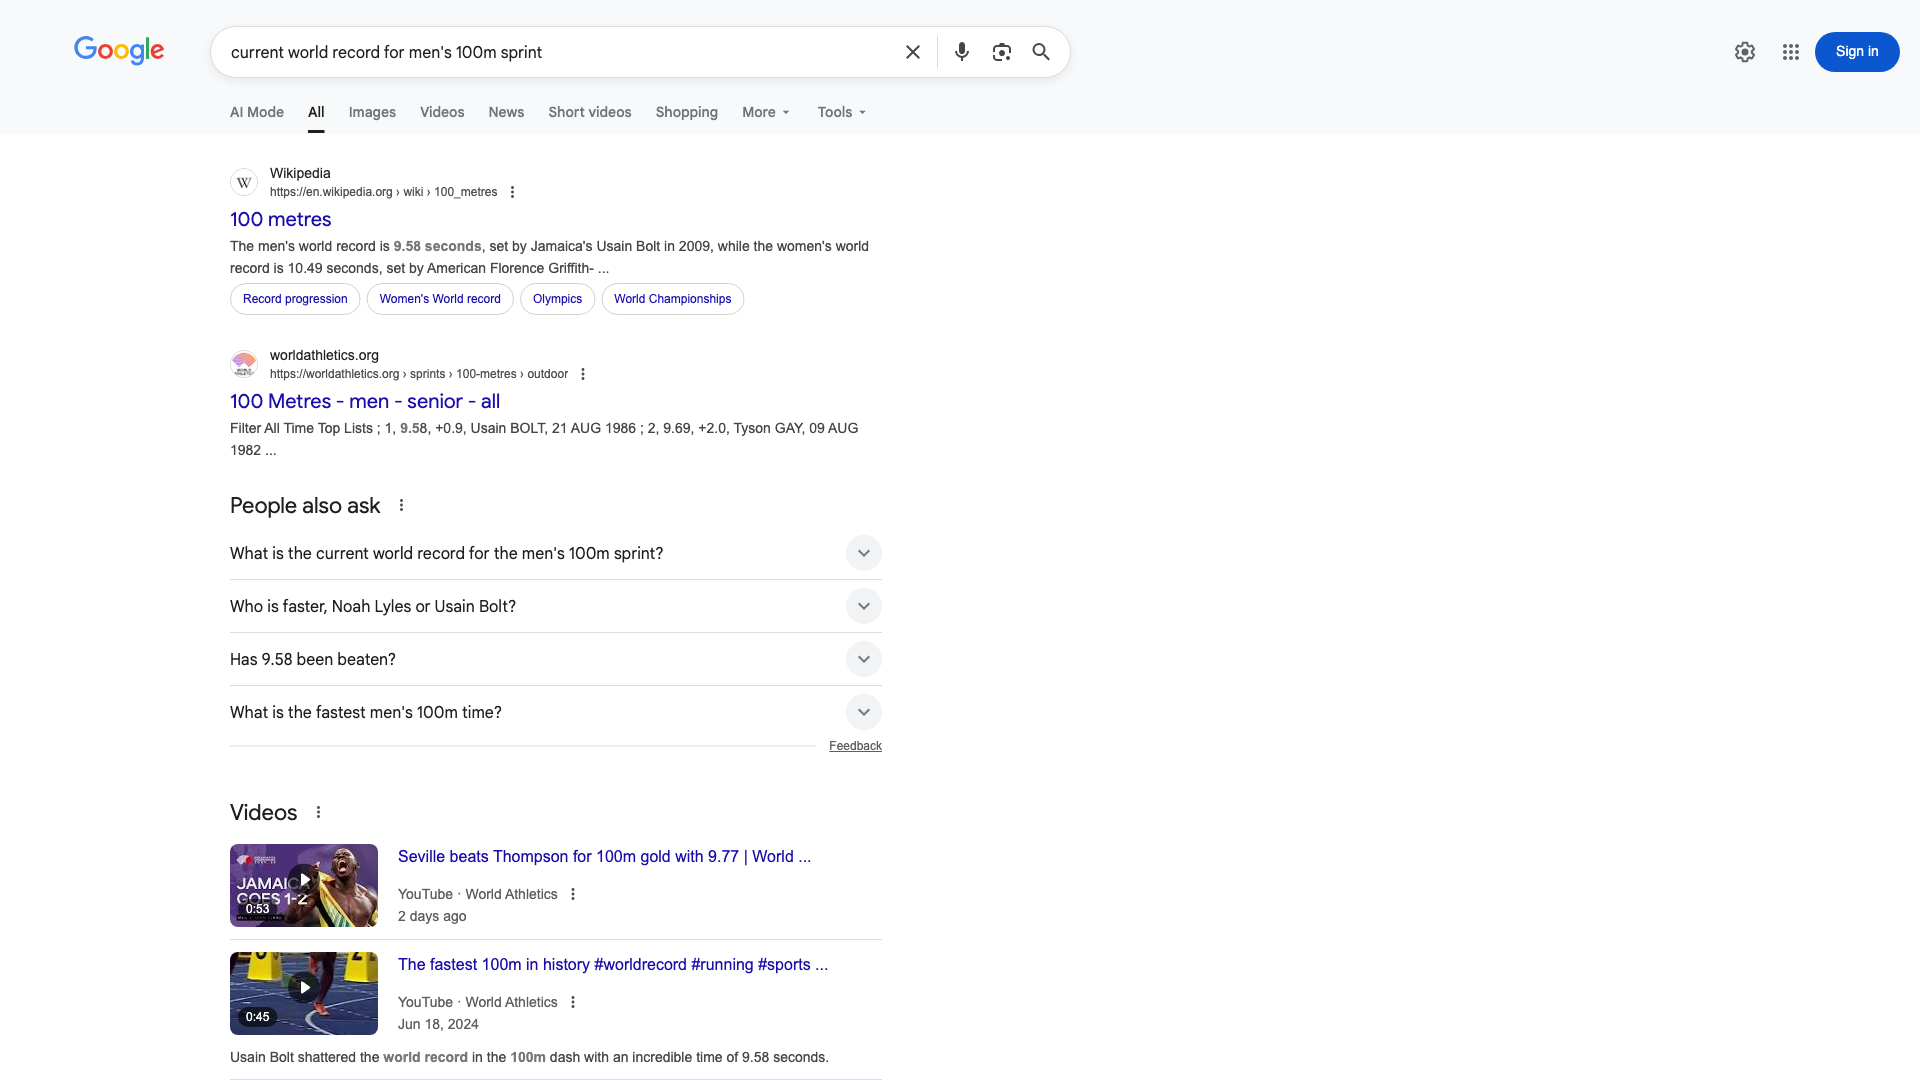 Google
current world record for men's 100m sprint
Sign in
AI Mode All Images Videos News Short videos Shopping More Tools
W
Wikipedia
https://en.wikipedia.org › wiki › 100_metres
100 metres
The men's world record is 9.58 seconds, set by Jamaica's Usain Bolt in 2009, while the women's world
record is 10.49 seconds, set by American Florence Griffith- ...
Record progression Women's World record Olympics World Championships
worldathletics.org
https://worldathletics.org › sprints › 100-metres › outdoor
100 Metres - men - senior - all
Filter All Time Top Lists ; 1, 9.58, +0.9, Usain BOLT, 21 AUG 1986 ; 2, 9.69, +2.0, Tyson GAY, 09 AUG
1982 ...
People also ask
What is the current world record for the men's 100m sprint?
Who is faster, Noah Lyles or Usain Bolt?
Has 9.58 been beaten?
What is the fastest men's 100m time?
Feedback
Videos
JAMAICA
GOES 1-2
0:53
Seville beats Thompson for 100m gold with 9.77 | World ...
YouTube · World Athletics
2 days ago
0:45
The fastest 100m in history #worldrecord #running #sports ...
YouTube · World Athletics
Jun 18, 2024
Usain Bolt shattered the world record in the 100m dash with an incredible time of 9.58 seconds.